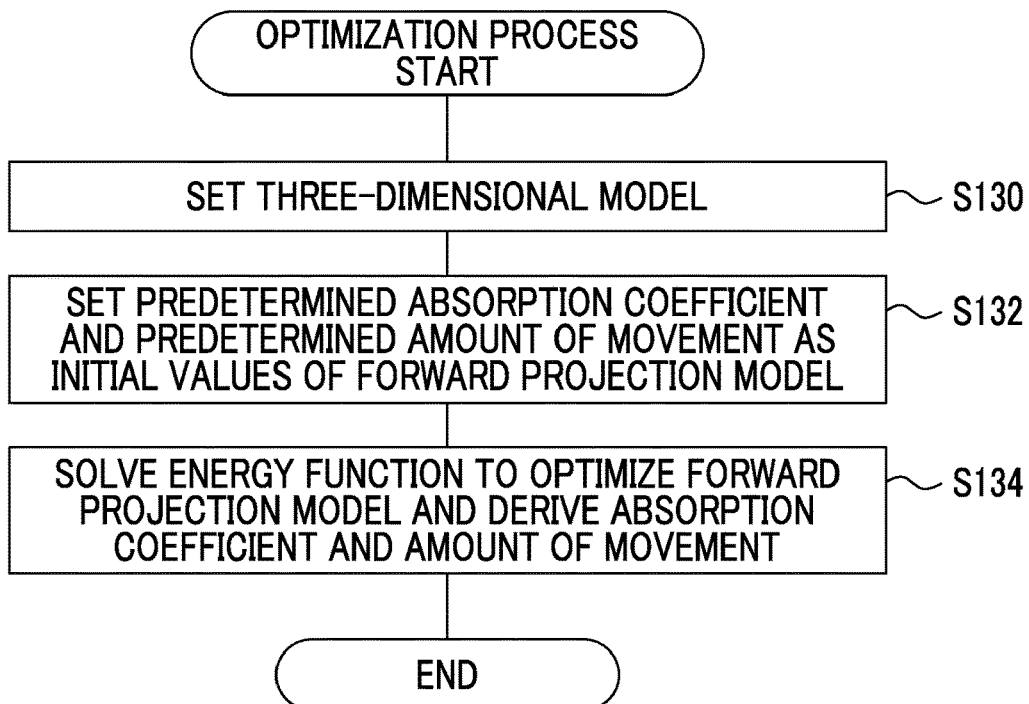 OPTIMIZATION PROCESS
START
SET THREE-DIMENSIONAL MODEL
S130
SET PREDETERMINED ABSORPTION COEFFICIENT
AND PREDETERMINED AMOUNT OF MOVEMENT AS
INITIAL VALUES OF FORWARD PROJECTION MODEL
S132
SOLVE ENERGY FUNCTION TO OPTIMIZE FORWARD
PROJECTION MODEL AND DERIVE ABSORPTION
COEFFICIENT AND AMOUNT OF MOVEMENT
S134
END